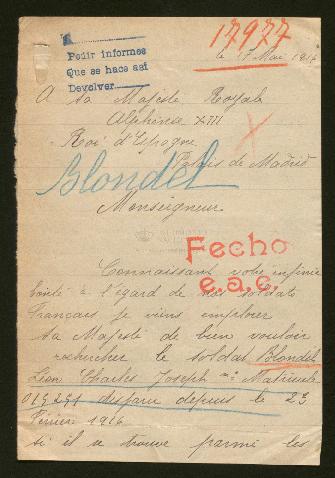 17977
Pedir informes
Que se hace así
Devolver
le 17 Mai 191
A sa Majesté Royale
Alphonse XIII
Roi d'Espagne
Palais de Madrid
Blondel
Monseigneur
Fecho
e.a.c.
Connaissant votre infinie
bonté à l'égard de nos soldats
Français je viens implorer
sa Majesté de bien vouloir
rechercher le soldat Blondel
Léon Charles Joseph Matricule
019291 disparu depuis le 23
Février 1916
si il se trouve parmi les